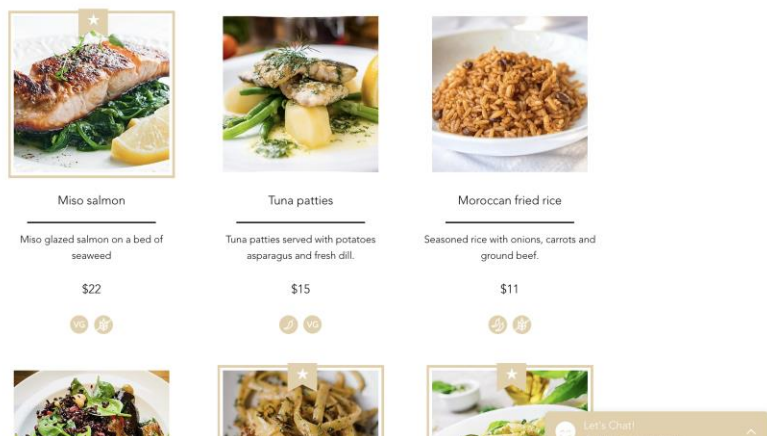 Miso salmon
Tuna patties
Moroccan fried rice
Miso glazed salmon on a bed of
seaweed
Tuna patties served with potatoes
asparagus and fresh dill.
Seasoned rice with onions, carrots and
ground beef.
$22
$15
$11
VG
VG
Let's Chat!